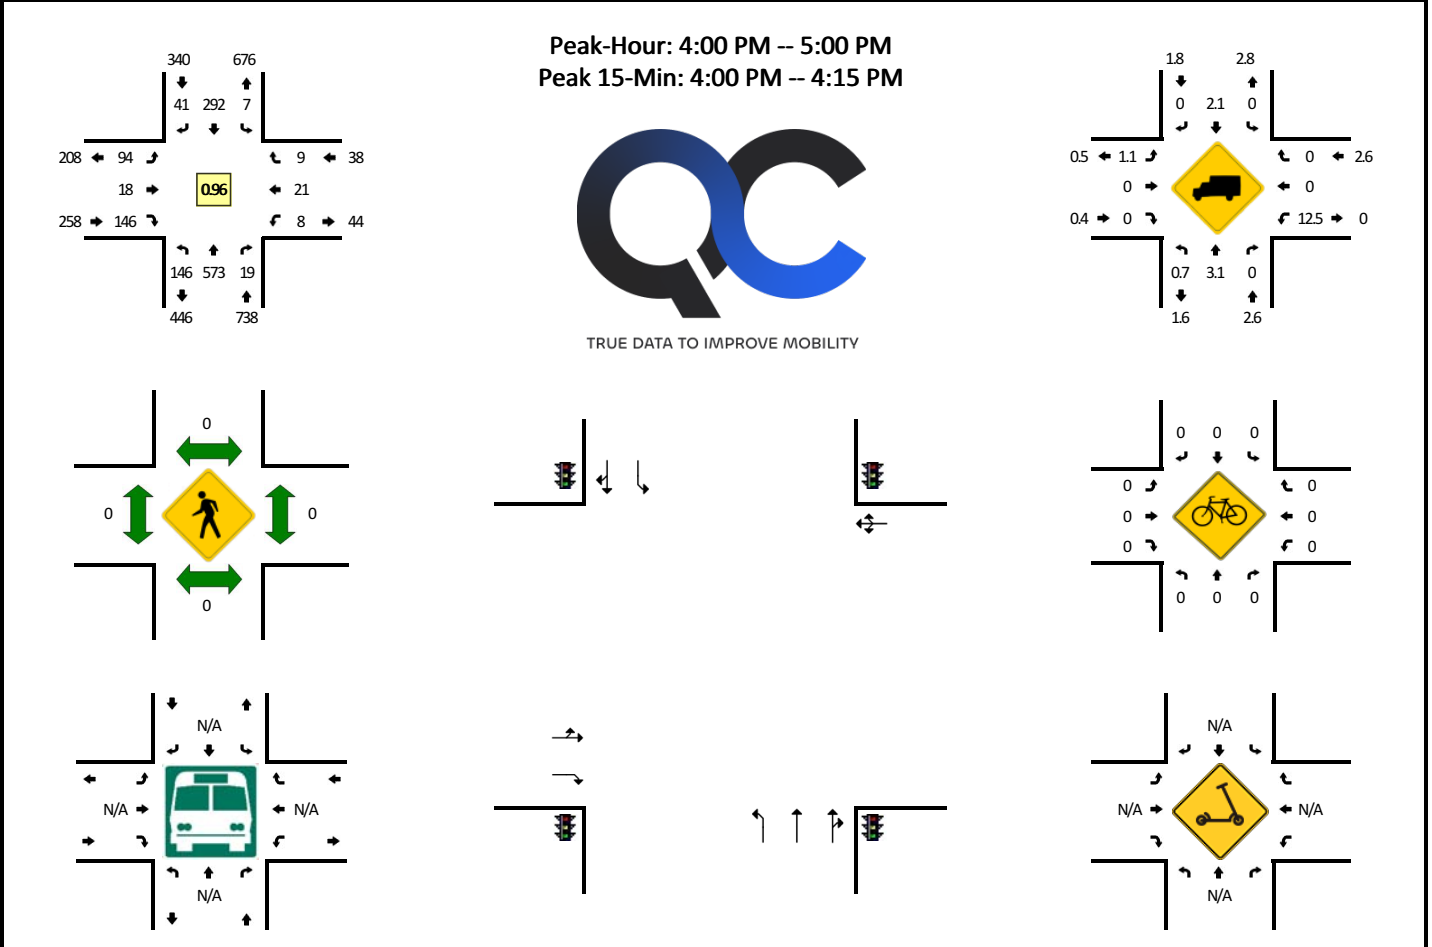 Peak-Hour: 4:00 PM -- 5:00 PM
Peak 15-Min: 4:00 PM -- 4:15 PM
340 676
41 292 7
208 94 9 38
18 0.96 21
258 146 8 44
146 573 19
446 738
QC
TRUE DATA TO IMPROVE MOBILITY
1.8 2.8
0 2.1 0
0.5 1.1 0 2.6
0 0
0.4 0 12.5 0
0.7 3.1 0
1.6 2.6
0
0 0
0
0 0 0
0 0
0 0
0 0
0 0 0
N/A
N/A N/A
N/A
N/A
N/A N/A
N/A